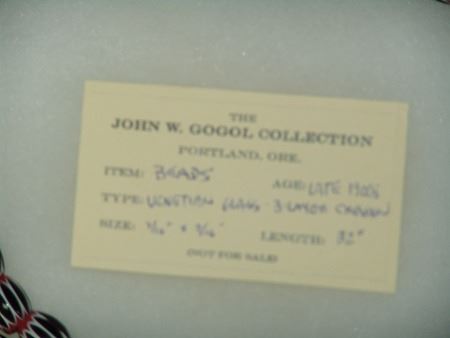 THE
JOHN W. GOGOL COLLECTION
PORTLAND, ORE.
ITEM: BEADS
AGE: LATE 1900s
TYPE: VENETIAN GLASS - 3 LAYER CHEVRON
SIZE:
LENGTH: 32"
(NOT FOR SALE)